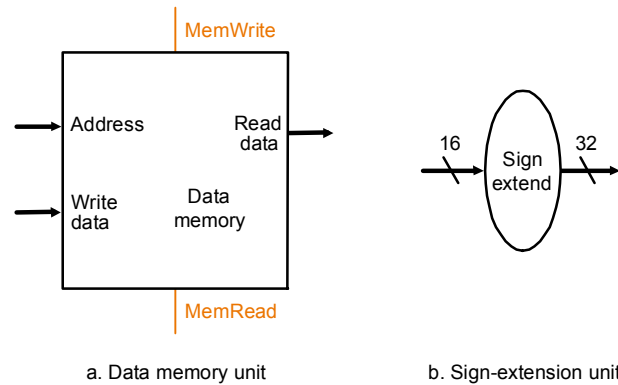 MemWrite
Address
Read
data
Write
data
Data
memory
MemRead
a. Data memory unit
16
32
Sign
extend
b. Sign-extension unit